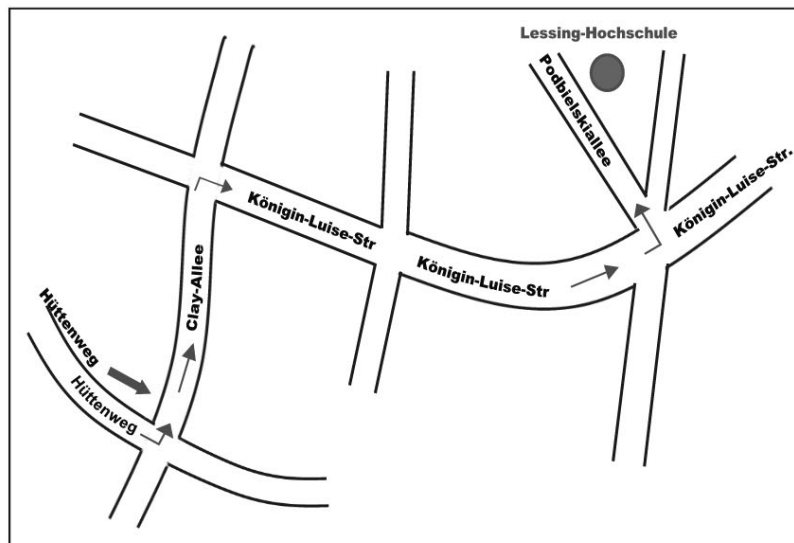 Lessing-Hochschule
Podbielskiallee
Königin-Luise-Str.
Königin-Luise-Str
Königin-Luise-Str
Clay-Allee
Hüttenweg
Hüttenweg